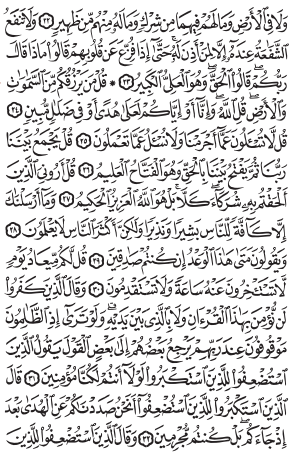 وَلَا فِي الْأَرْضِ وَمَا لَهُمْ فِيهِمَا مِن شِرْكٍ وَمَا لَهُ مِنْهُم مِّن ظَهِيرٍ ٢٢ وَلَا تَنفَعُ
الشَّفَاعَةُ عِندَهُ إِلَّا لِمَنْ أَذِنَ لَهُ حَتَّىٰ إِذَا فُزِّعَ عَن قُلُوبِهِمْ قَالُوا مَاذَا قَالَ
رَبُّكُمْ قَالُوا الْحَقَّ وَهُوَ الْعَلِيُّ الْكَبِيرُ ٢٣ ۞ قُلْ مَن يَرْزُقُكُم مِّنَ السَّمَاوَاتِ
وَالْأَرْضِ قُلِ اللَّهُ وَإِنَّا أَوْ إِيَّاكُمْ لَعَلَىٰ هُدًى أَوْ فِي ضَلَالٍ مُّبِينٍ ٢٤
قُل لَّا تُسْأَلُونَ عَمَّا أَجْرَمْنَا وَلَا نُسْأَلُ عَمَّا تَعْمَلُونَ ٢٥ قُلْ يَجْمَعُ بَيْنَنَا
رَبُّنَا ثُمَّ يَفْتَحُ بَيْنَنَا بِالْحَقِّ وَهُوَ الْفَتَّاحُ الْعَلِيمُ ٢٦ قُلْ أَرُونِيَ الَّذِينَ
أَلْحَقْتُم بِهِ شُرَكَاءَ كَلَّا بَلْ هُوَ اللَّهُ الْعَزِيزُ الْحَكِيمُ ٢٧ وَمَا أَرْسَلْنَاكَ
إِلَّا كَافَّةً لِّلنَّاسِ بَشِيرًا وَنَذِيرًا وَلَٰكِنَّ أَكْثَرَ النَّاسِ لَا يَعْلَمُونَ ٢٨
وَيَقُولُونَ مَتَىٰ هَٰذَا الْوَعْدُ إِن كُنتُمْ صَادِقِينَ ٢٩ قُل لَّكُم مِّيعَادُ يَوْمٍ
لَّا تَسْتَأْخِرُونَ عَنْهُ سَاعَةً وَلَا تَسْتَقْدِمُونَ ٣٠ وَقَالَ الَّذِينَ كَفَرُوا
لَن نُّؤْمِنَ بِهَٰذَا الْقُرْآنِ وَلَا بِالَّذِي بَيْنَ يَدَيْهِ وَلَوْ تَرَىٰ إِذِ الظَّالِمُونَ
مَوْقُوفُونَ عِندَ رَبِّهِمْ يَرْجِعُ بَعْضُهُمْ إِلَىٰ بَعْضٍ الْقَوْلَ يَقُولُ الَّذِينَ
اسْتُضْعِفُوا لِلَّذِينَ اسْتَكْبَرُوا لَوْلَا أَنتُمْ لَكُنَّا مُؤْمِنِينَ ٣١ قَالَ
الَّذِينَ اسْتَكْبَرُوا لِلَّذِينَ اسْتُضْعِفُوا أَنَحْنُ صَدَدْنَاكُمْ عَنِ الْهُدَىٰ بَعْدَ
إِذْ جَاءَكُم بَلْ كُنتُم مُّجْرِمِينَ ٣٢ وَقَالَ الَّذِينَ اسْتُضْعِفُوا لِلَّذِينَ